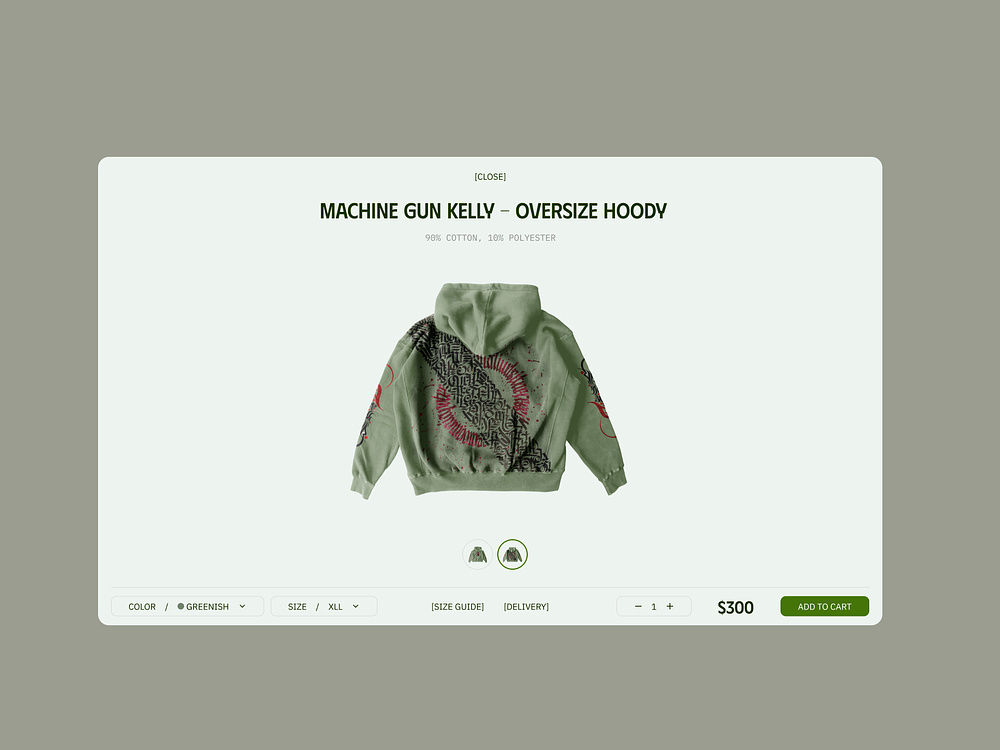 [CLOSE]
MACHINE GUN KELLY – OVERSIZE HOODY
90% COTTON, 10% POLYESTER
COLOR / GREENISH
SIZE / XLL
[SIZE GUIDE]
[DELIVERY]
− 1 +
$300
ADD TO CART